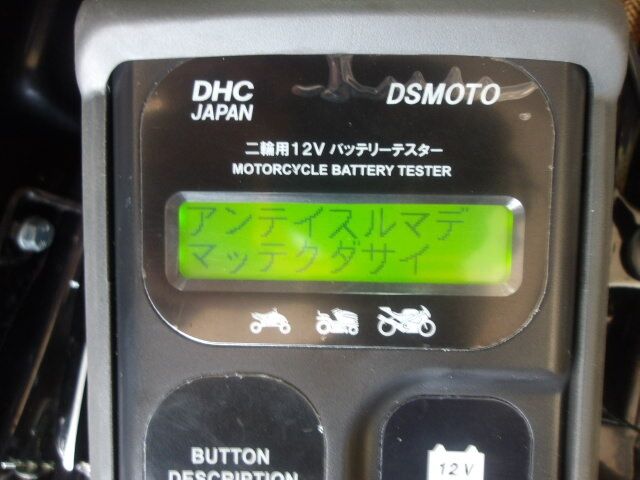 DHC
JAPAN
DSMOTO
二輪用12V バッテリーテスター
MOTORCYCLE BATTERY TESTER
アンテイスルマデ
マッテクダサイ
BUTTON
DESCRIPTION
12V